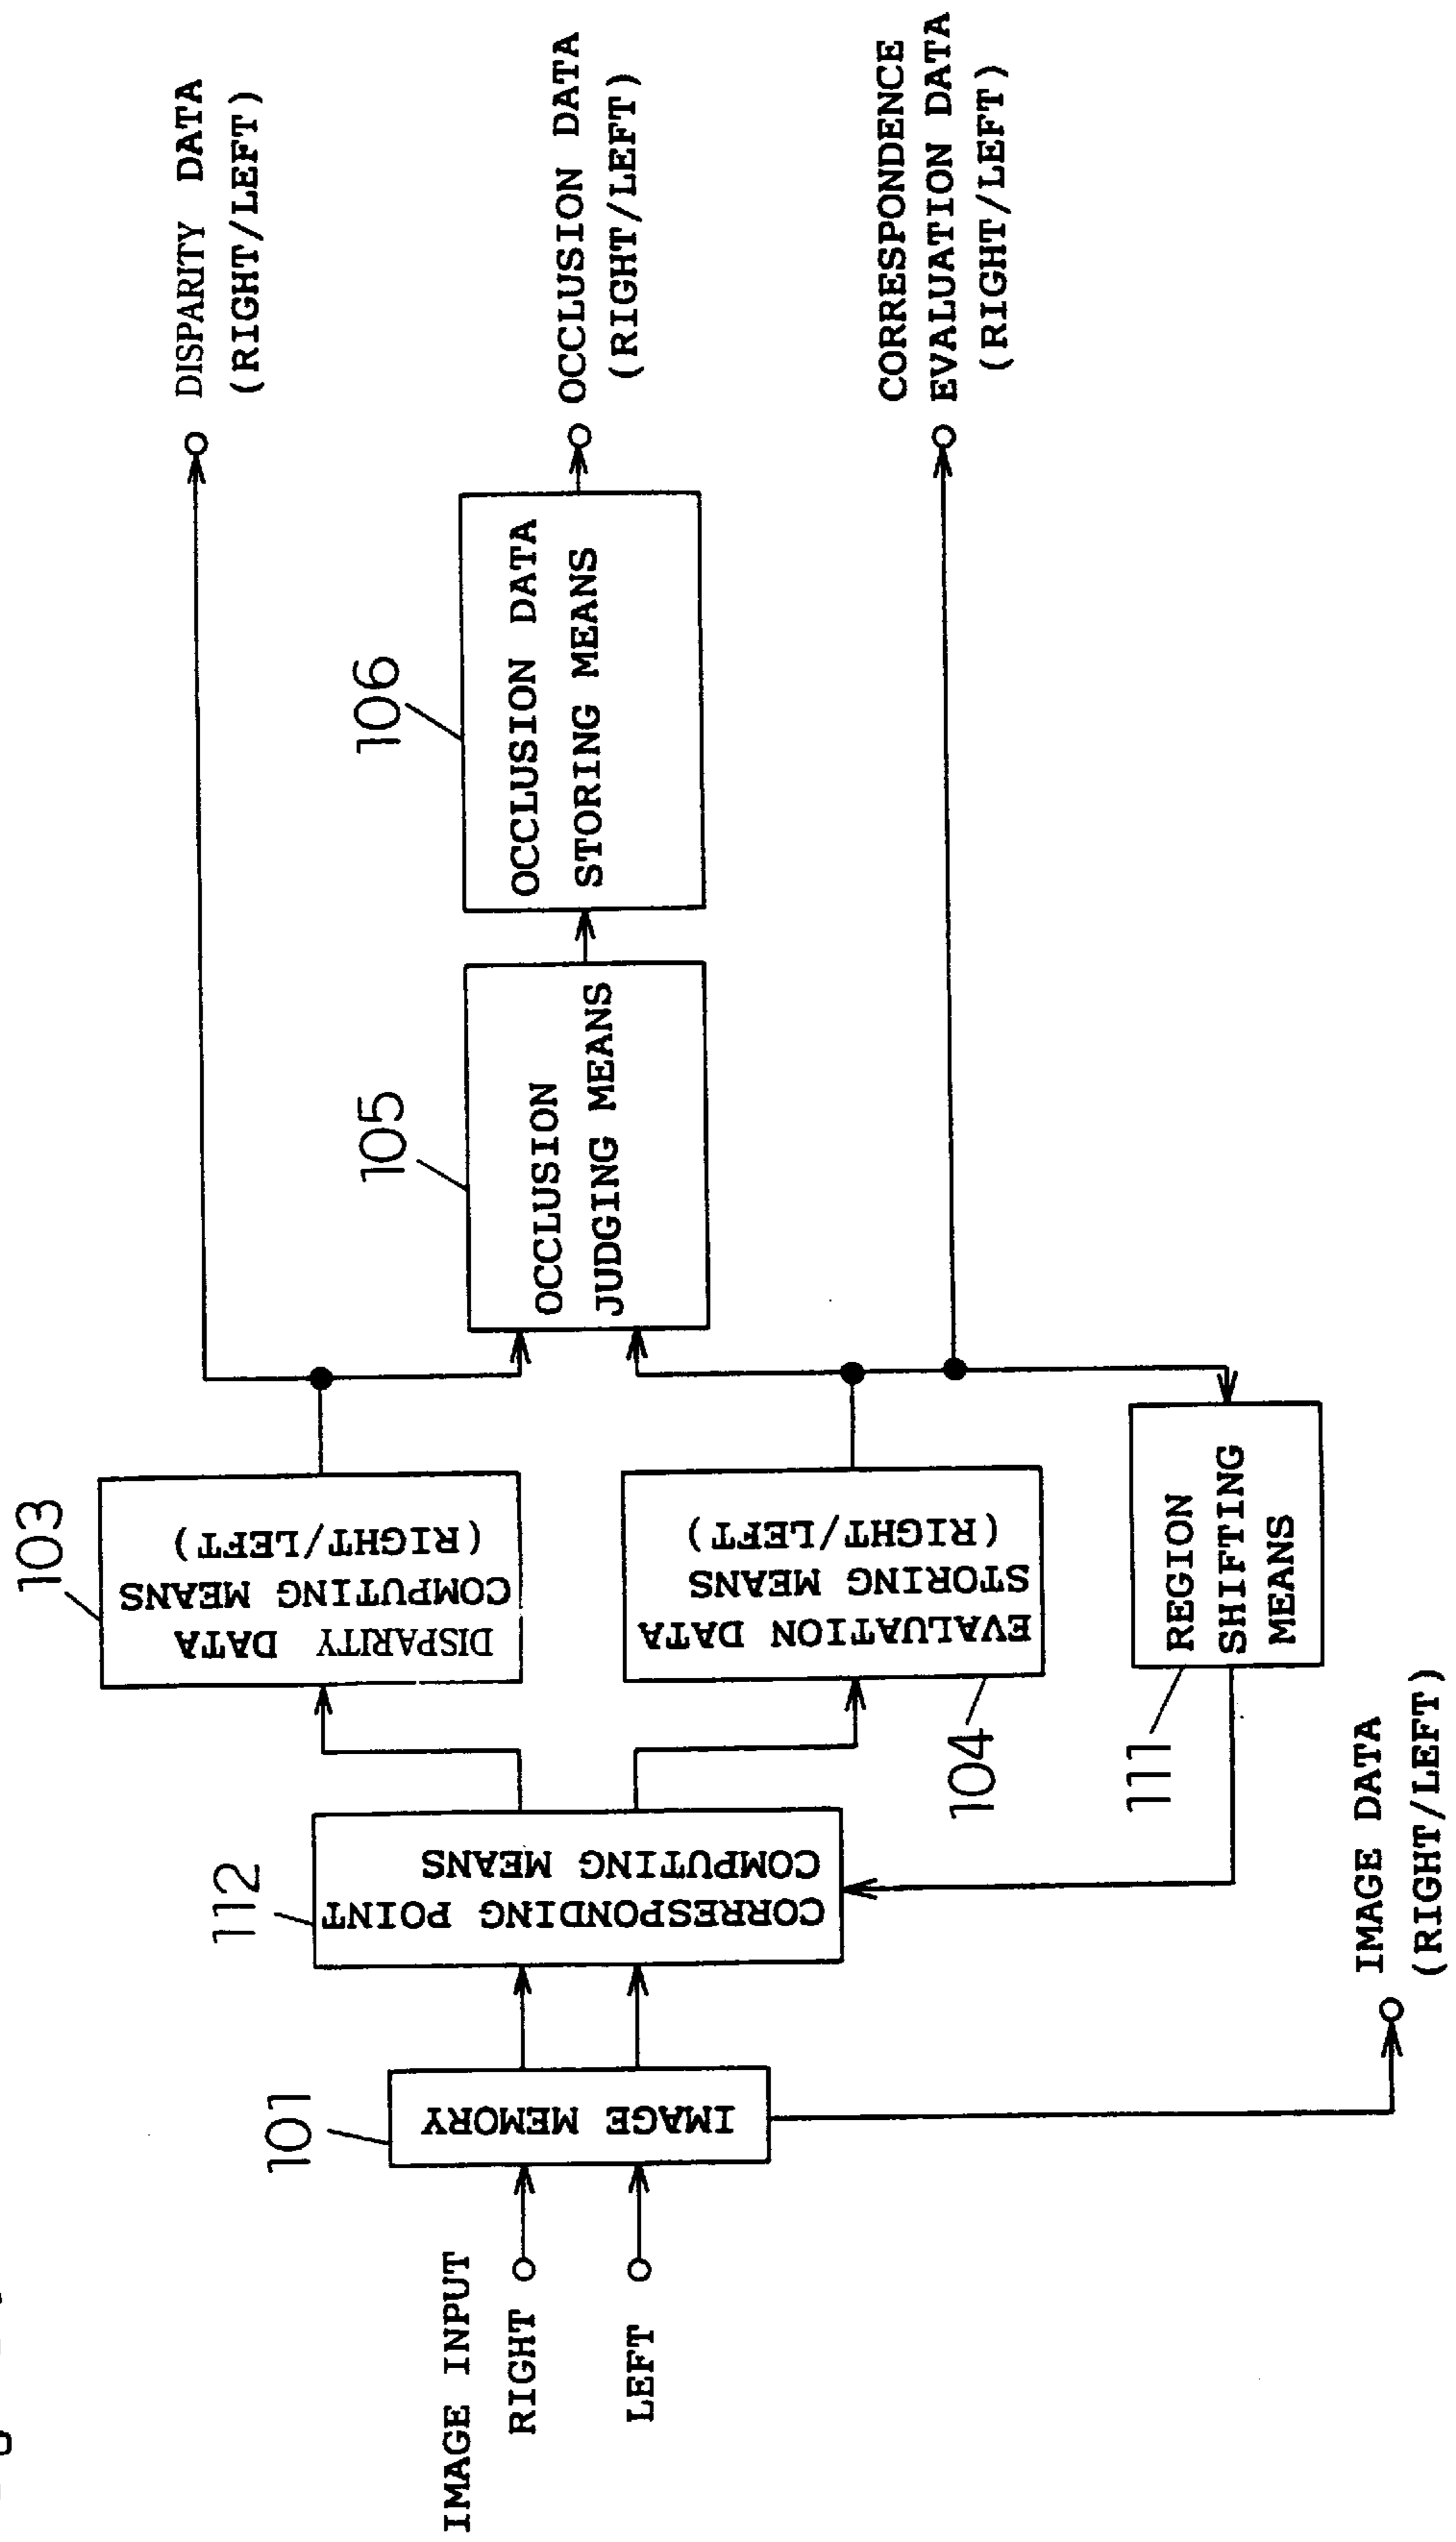 IMAGE INPUT
RIGHT
LEFT
101
IMAGE MEMORY
112
CORRESPONDING POINT
COMPUTING MEANS
103
DISPARITY DATA
COMPUTING MEANS
(RIGHT/LEFT)
104
EVALUATION DATA
STORING MEANS
(RIGHT/LEFT)
111
REGION
SHIFTING
MEANS
105
OCCLUSION
JUDGING MEANS
106
OCCLUSION DATA
STORING MEANS
DISPARITY DATA
(RIGHT/LEFT)
OCCLUSION DATA
(RIGHT/LEFT)
CORRESPONDENCE
EVALUATION DATA
(RIGHT/LEFT)
IMAGE DATA
(RIGHT/LEFT)